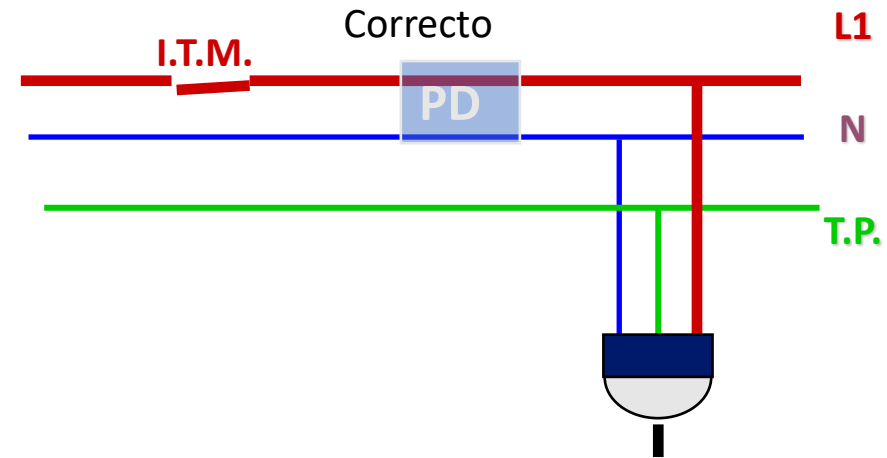 Correcto
L1
I.T.M.
PD
N
T.P.